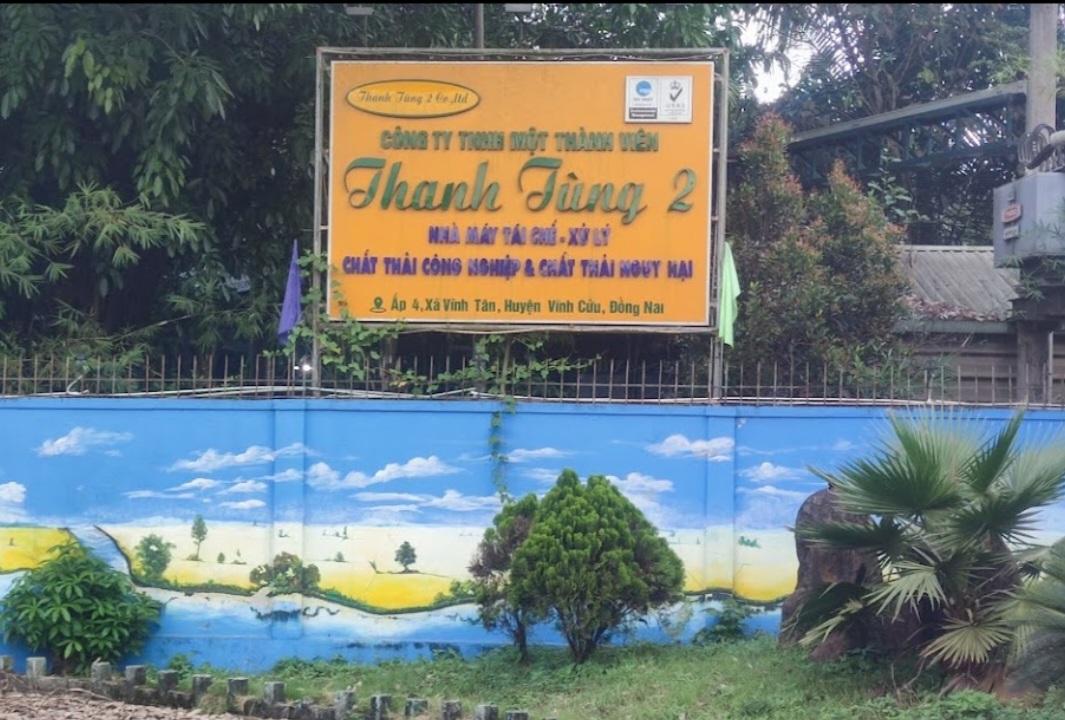 Thanh Tùng 2 Co.,ltd
CÔNG TY TNHH MỘT THÀNH VIÊN
Thanh Tùng 2
NHÀ MÁY TÁI CHẾ - XỬ LÝ
CHẤT THẢI CÔNG NGHIỆP & CHẤT THẢI NGUY HẠI
Ấp 4, Xã Vĩnh Tân, Huyện Vĩnh Cửu, Đồng Nai